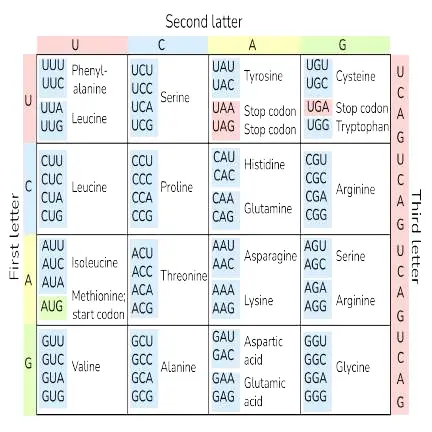 Second latter
U C A G
First letter
U
UUU
UUC
Phenyl-
alanine
UUA
UUG
Leucine
UCU
UCC
UCA
UCG
Serine
UAU
UAC
Tyrosine
UAA
UAG
Stop codon
Stop codon
UGU
UGC
Cysteine
UGA
Stop codon
UGG
Tryptophan
U
C
A
G
C
CUU
CUC
CUA
CUG
Leucine
CCU
CCC
CCA
CCG
Proline
CAU
CAC
Histidine
CAA
CAG
Glutamine
CGU
CGC
CGA
CGG
Arginine
U
C
A
G
A
AUU
AUC
AUA
Isoleucine
AUG
Methionine;
start codon
ACU
ACC
ACA
ACG
Threonine
AAU
AAC
Asparagine
AAA
AAG
Lysine
AGU
AGC
Serine
AGA
AGG
Arginine
U
C
A
G
G
GUU
GUC
GUA
GUG
Valine
GCU
GCC
GCA
GCG
Alanine
GAU
GAC
Aspartic
acid
GAA
GAG
Glutamic
acid
GGU
GGC
GGA
GGG
Glycine
U
C
A
G
Third letter